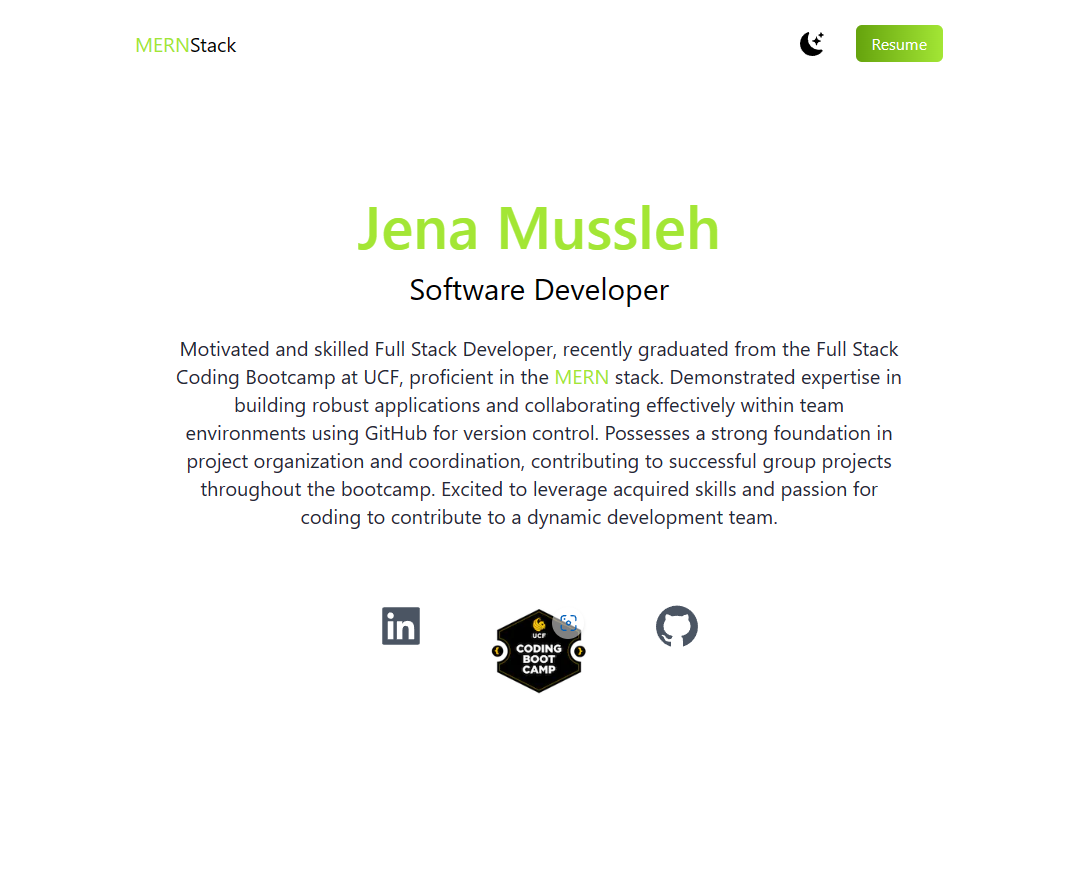 MERNStack
Resume
Jena Mussleh
Software Developer
Motivated and skilled Full Stack Developer, recently graduated from the Full Stack
Coding Bootcamp at UCF, proficient in the MERN stack. Demonstrated expertise in
building robust applications and collaborating effectively within team
environments using GitHub for version control. Possesses a strong foundation in
project organization and coordination, contributing to successful group projects
throughout the bootcamp. Excited to leverage acquired skills and passion for
coding to contribute to a dynamic development team.
in
UCF
CODING
BOOT
CAMP